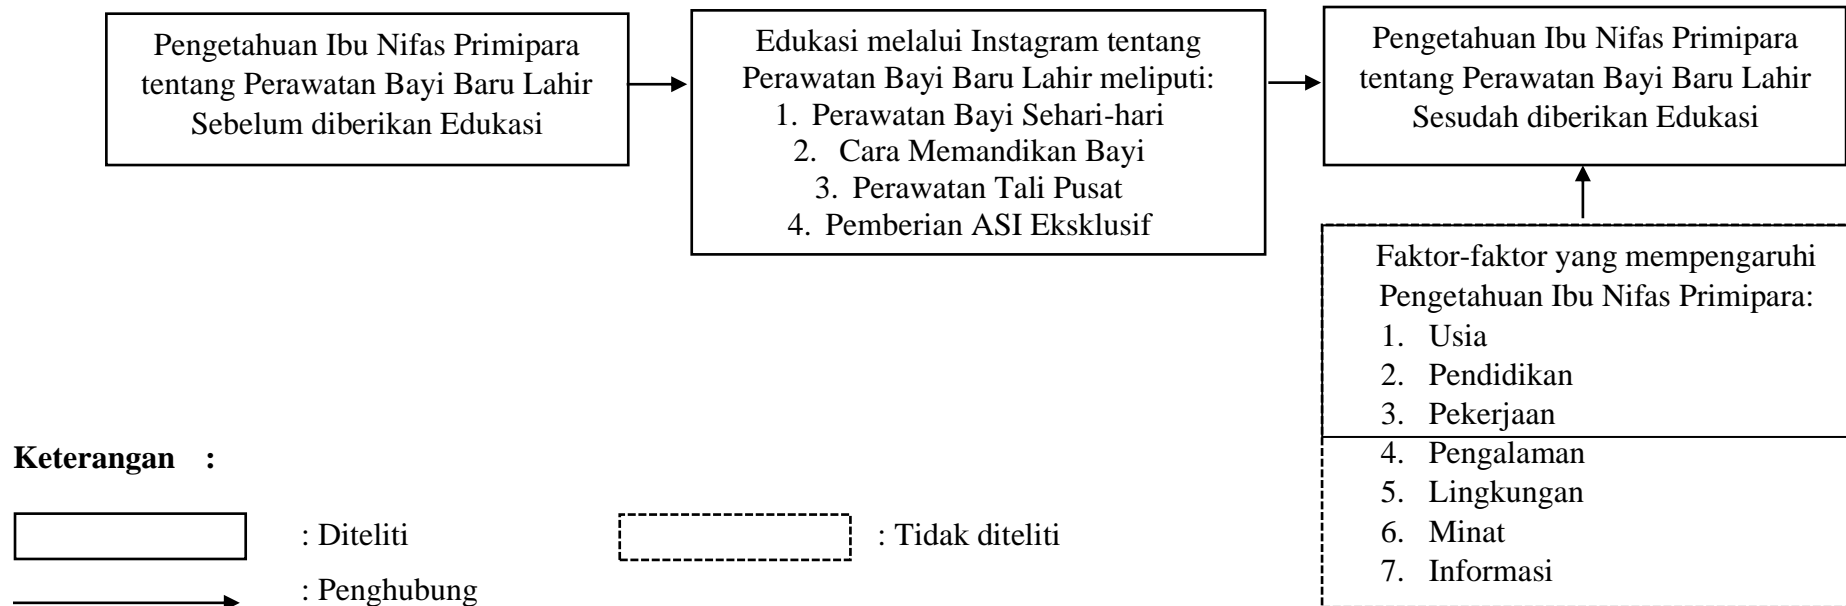 Pengetahuan Ibu Nifas Primipara
tentang Perawatan Bayi Baru Lahir
Sebelum diberikan Edukasi
Edukasi melalui Instagram tentang
Perawatan Bayi Baru Lahir meliputi:
1. Perawatan Bayi Sehari-hari
2. Cara Memandikan Bayi
3. Perawatan Tali Pusat
4. Pemberian ASI Eksklusif
Pengetahuan Ibu Nifas Primipara
tentang Perawatan Bayi Baru Lahir
Sesudah diberikan Edukasi
Faktor-faktor yang mempengaruhi
Pengetahuan Ibu Nifas Primipara:
1. Usia
2. Pendidikan
3. Pekerjaan
4. Pengalaman
5. Lingkungan
6. Minat
7. Informasi
Keterangan :
: Diteliti
: Tidak diteliti
: Penghubung